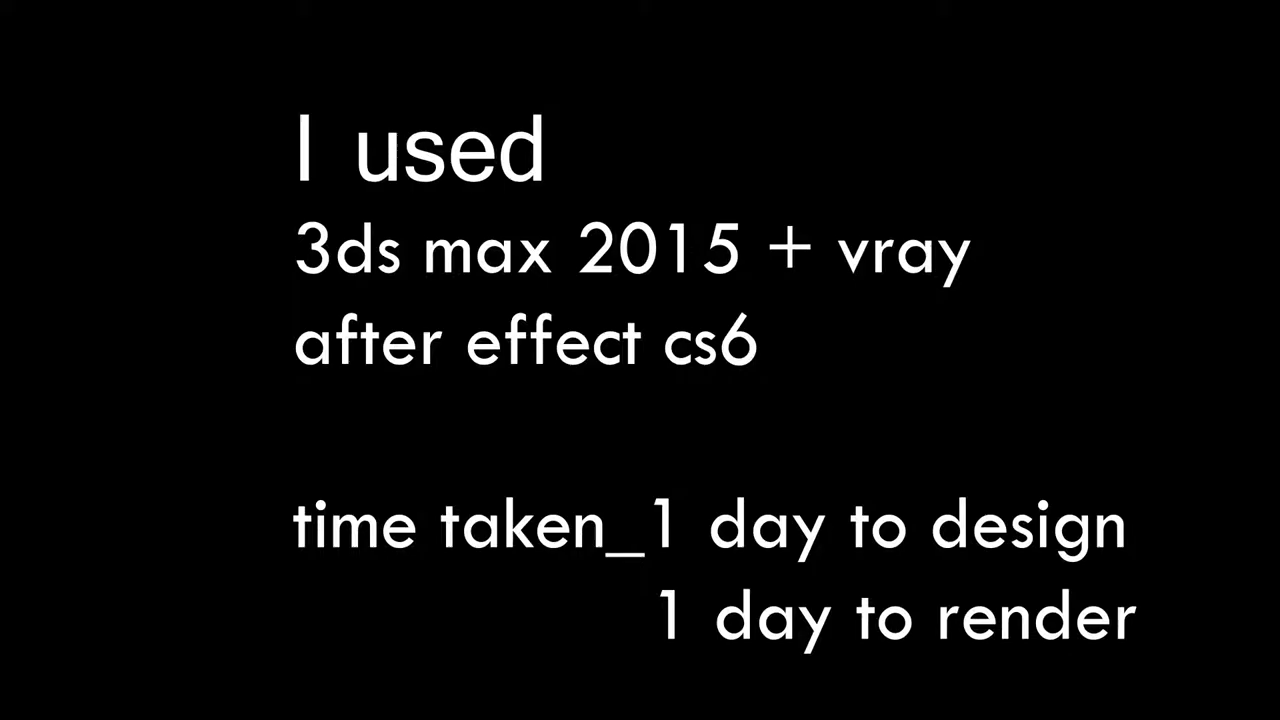 I used
3ds max 2015 + vray
after effect cs6
time taken_1 day to design
1 day to render